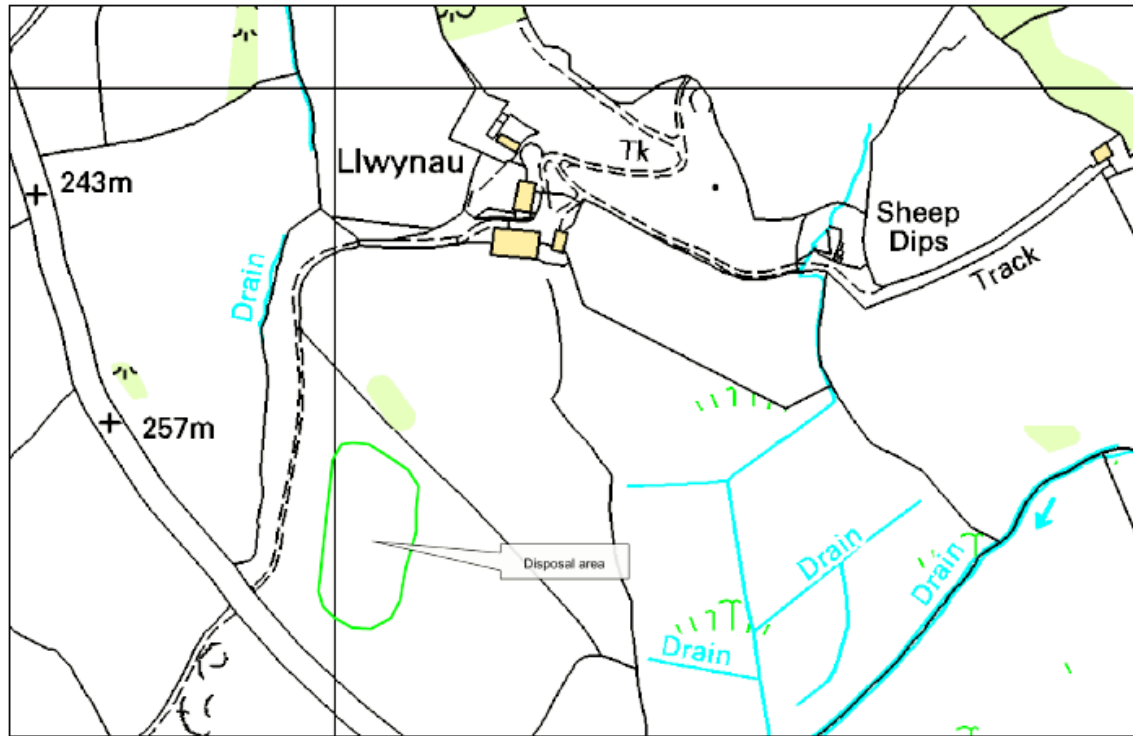 Llwynau
Tk
243m
Sheep
Dips
Track
Drain
257m
Disposal area
Drain
Drain
Drain